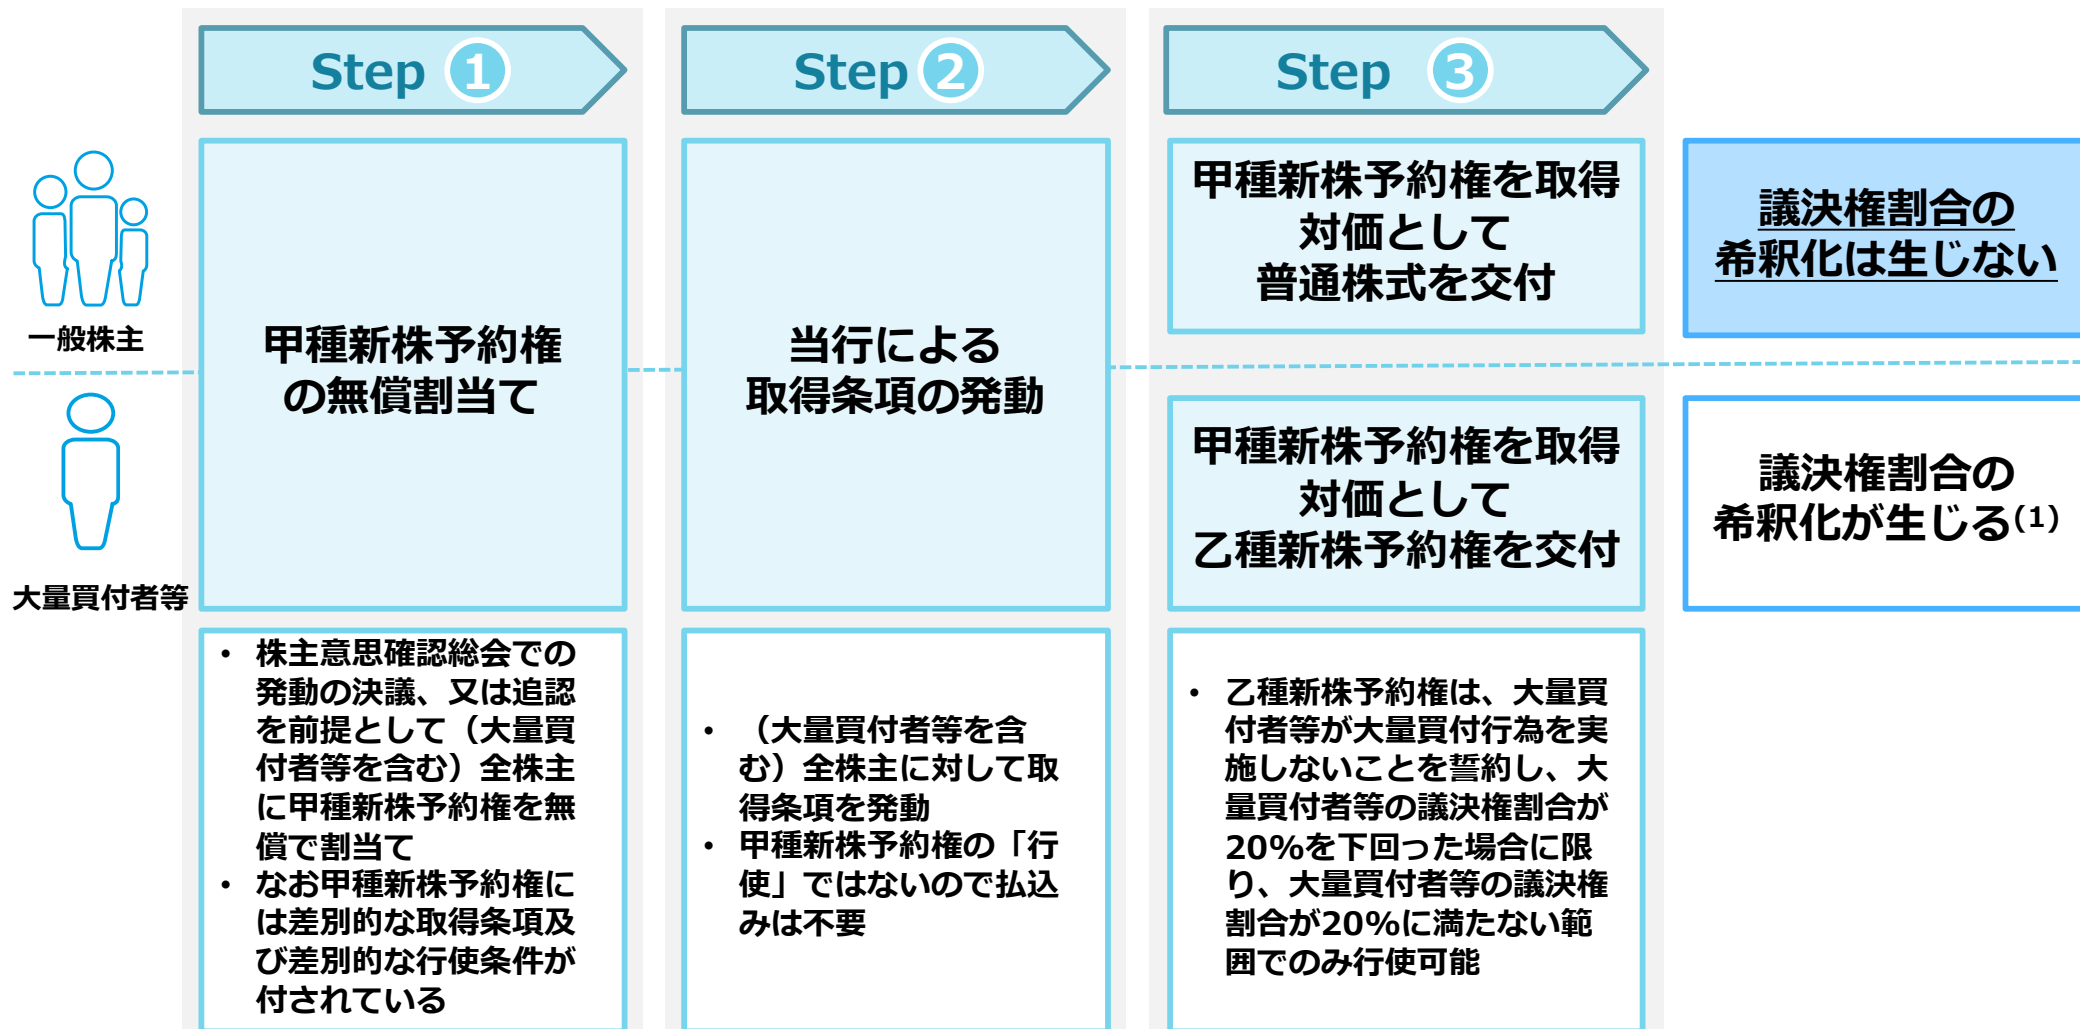 Step ①
Step ②
Step ③
一般株主
大量買付者等
甲種新株予約権
の無償割当て
当行による
取得条項の発動
甲種新株予約権を取得
対価として
普通株式を交付
議決権割合の
希釈化は生じない
甲種新株予約権を取得
対価として
乙種新株予約権を交付
議決権割合の
希釈化が生じる(1)
• 株主意思確認総会での
発動の決議、又は追認
を前提として（大量買
付者等を含む）全株主
に甲種新株予約権を無
償で割当て
• なお甲種新株予約権に
は差別的な取得条項及
び差別的な行使条件が
付されている
• （大量買付者等を含
む）全株主に対して取
得条項を発動
• 甲種新株予約権の「行
使」ではないので払込
みは不要
• 乙種新株予約権は、大量買
付者等が大量買付行為を実
施しないことを誓約し、大
量買付者等の議決権割合が
20%を下回った場合に限
り、大量買付者等の議決権
割合が20%に満たない範
囲でのみ行使可能